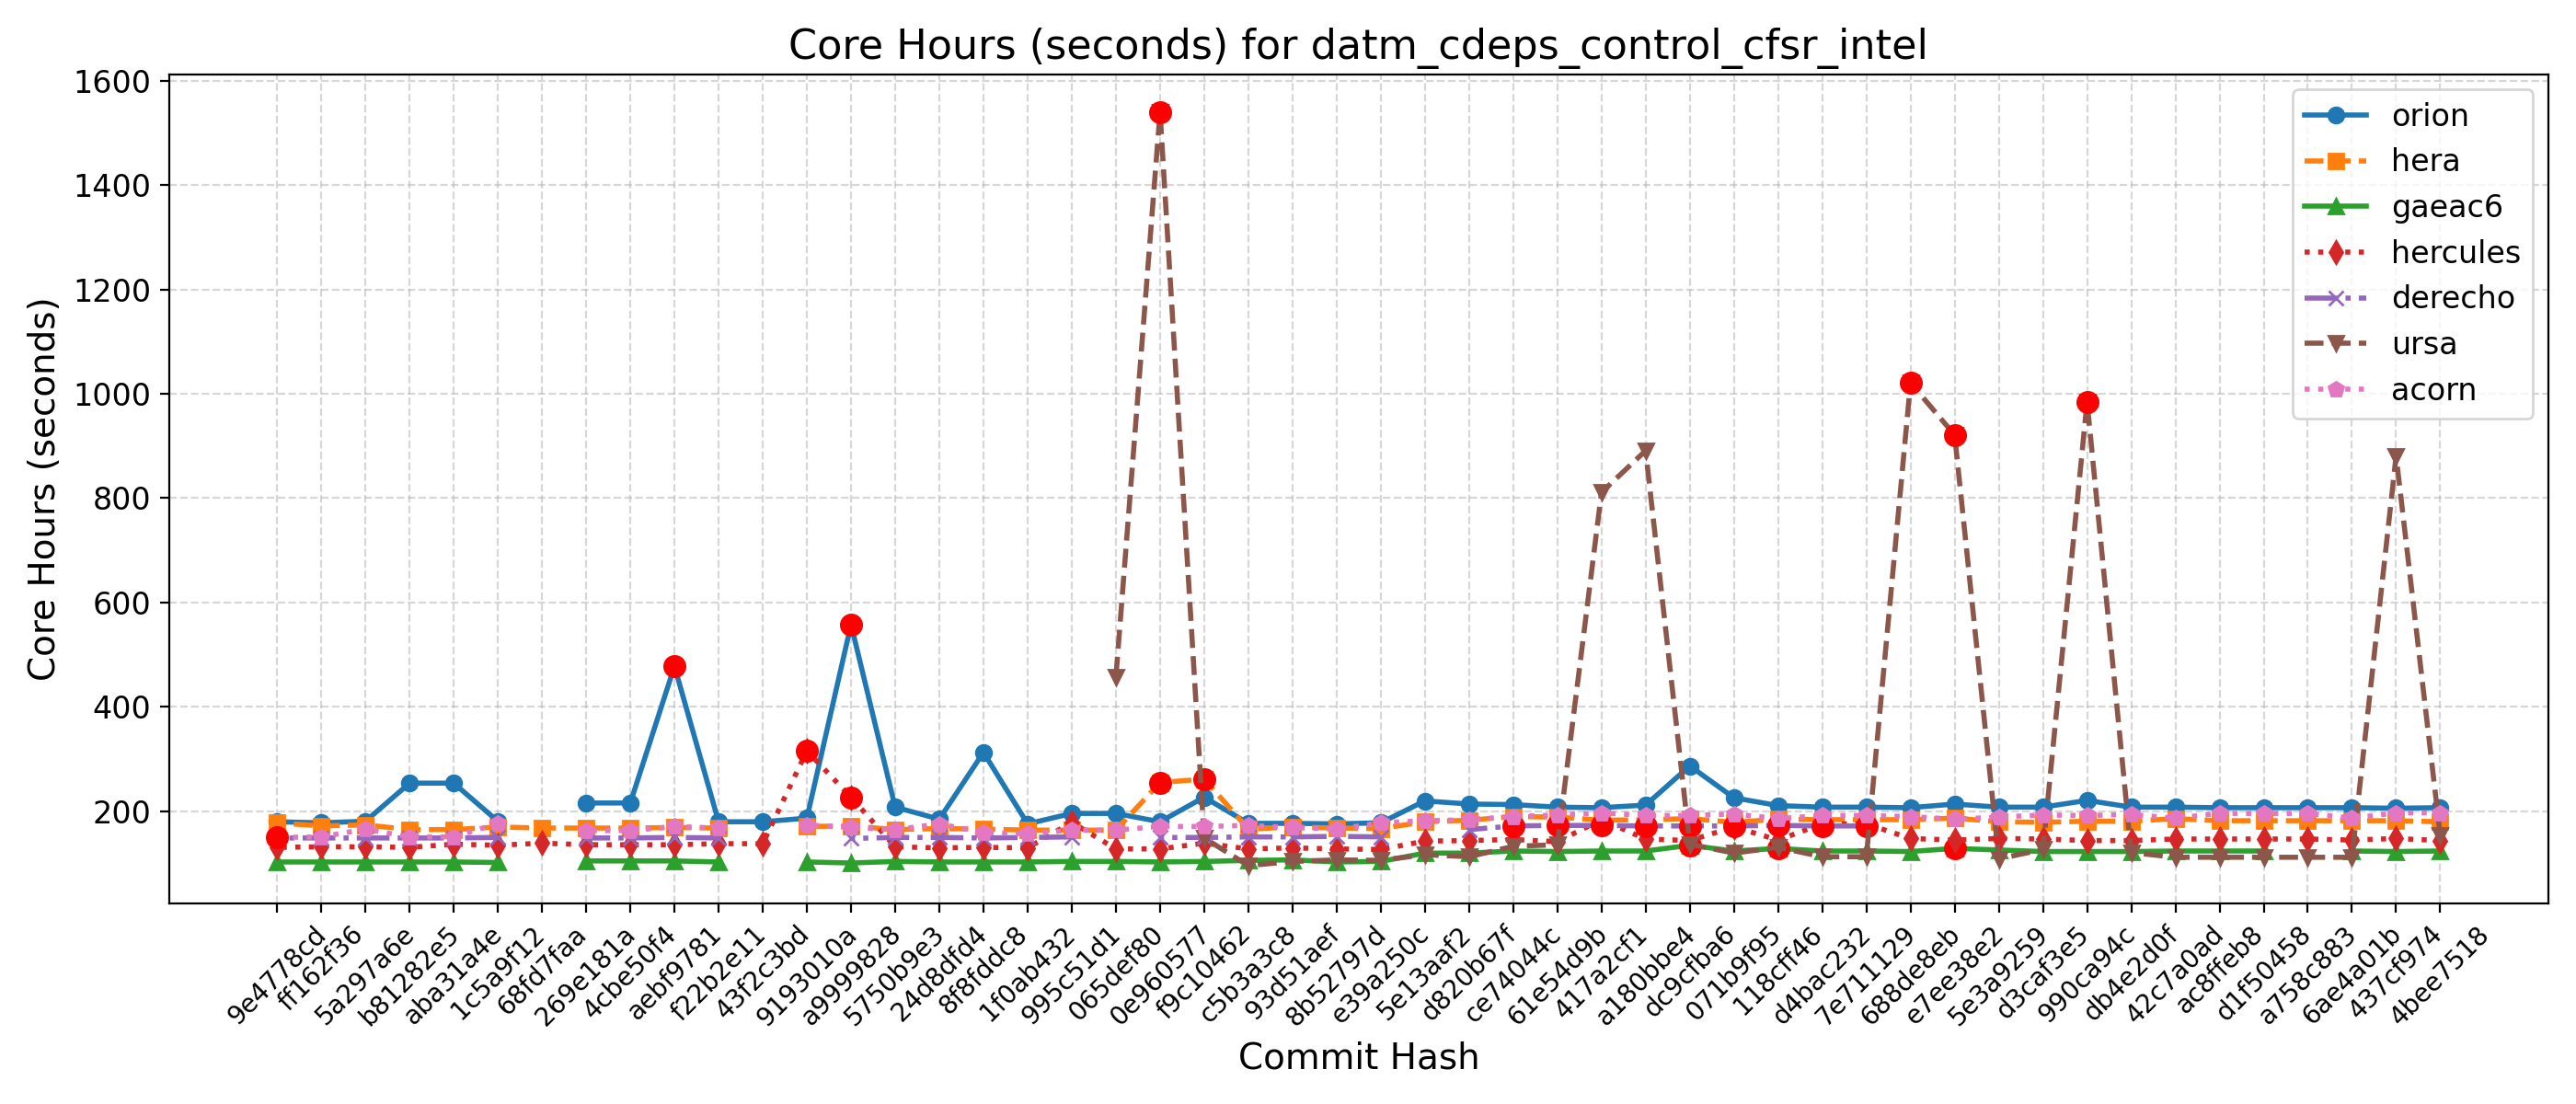 Core Hours (seconds) for datm_cdeps_control_cfsr_intel
Core Hours (seconds)
1600
1400
1200
1000
800
600
400
200
orion
hera
gaeac6
hercules
derecho
ursa
acorn
9e4778cd
ff162f36
5a297a6e
b81282e5
aba31a4e
1c5a9f12
68fd7faa
269e181a
4cbe50f4
aebf9781
f22b2e11
43f2c3bd
9193010a
a9999828
5750b9e3
24d8dfd4
8f8fddc8
1f0ab432
995c51d1
065def80
0e960577
f9c10462
c5b3a3c8
93d51aef
8b52797d
e39a250c
5e13aaf2
d820b67f
ce74044c
61e54d9b
417a2cf1
a180bbe4
dc9cfba6
071b9f95
118cff46
d4bac232
7e711129
688de8eb
e7ee38e2
5e3a9259
d3caf3e5
990ca94c
db4e2d0f
42c7a0ad
ac8ffeb8
d1f50458
a758c883
6ae4a01b
437cf974
4bee7518
Commit Hash